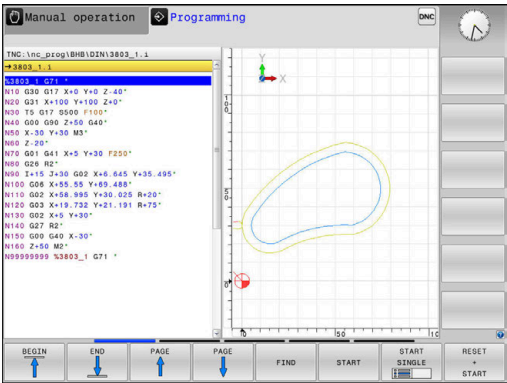 Manual operation
Programming
DNC
TNC:\nc_prog\BHB\DIN\3803_1.i
→3803_1.i
%3803_1 G71 *
N10 G30 G17 X+0 Y+0 Z-40*
N20 G31 X+100 Y+100 Z+0*
N30 T5 G17 S500 F100*
N40 G00 G90 Z+50 G40*
N50 X-30 Y+30 M3*
N60 Z-20*
N70 G01 G41 X+5 Y+30 F250*
N80 G26 R2*
N90 I+15 J+30 G02 X+6.645 Y+35.495*
N100 G06 X+55.55 Y+69.488*
N110 G02 X+58.995 Y+30.025 R+20*
N120 G03 X+19.732 Y+21.191 R+75*
N130 G02 X+5 Y+30*
N140 G27 R2*
N150 G00 G40 X-30*
N160 Z+50 M2*
N99999999 %3803_1 G71 *
Y
X
100
50
0
0
50
10
BEGIN
END
PAGE
PAGE
FIND
START
START SINGLE
RESET + START